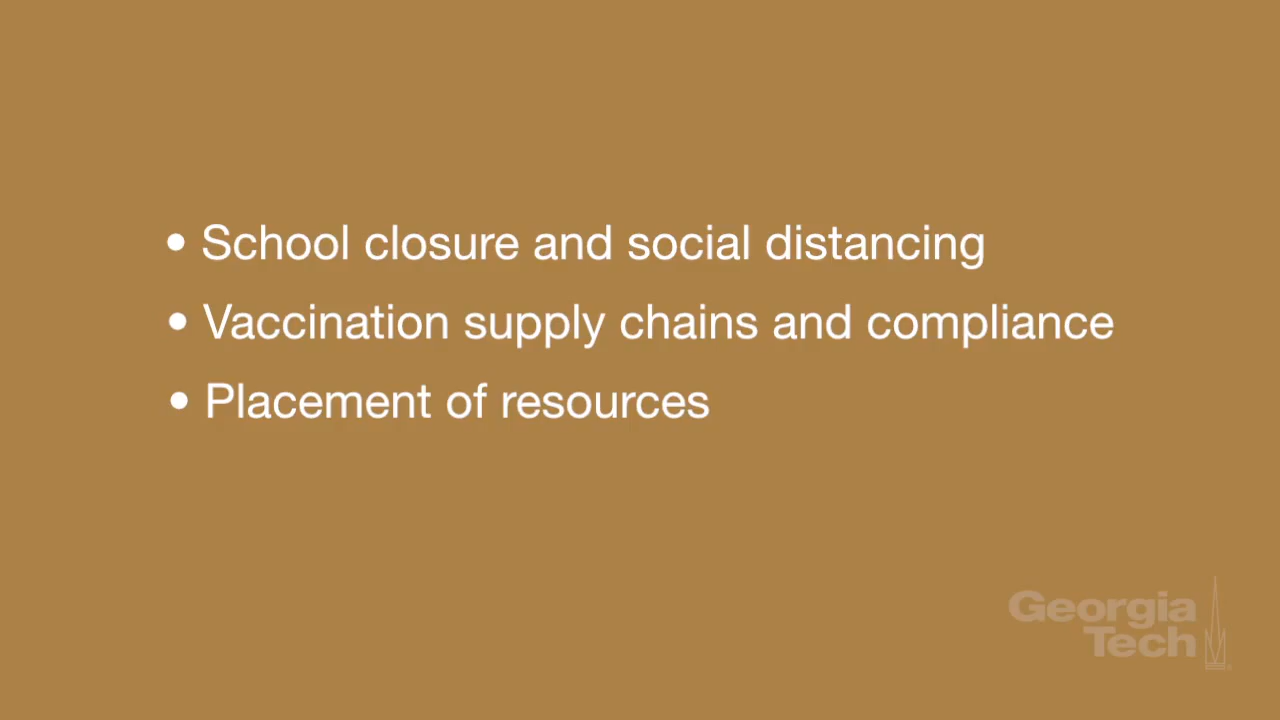 • School closure and social distancing
• Vaccination supply chains and compliance
• Placement of resources
Georgia
Tech